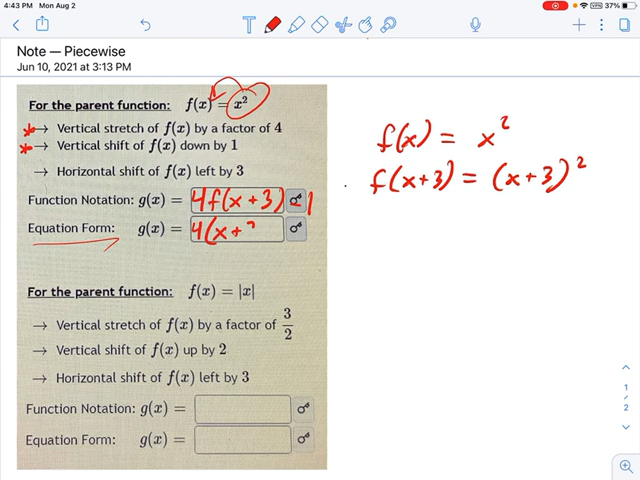 4:43 PM Mon Aug 2 VPN 37%
Note — Piecewise
Jun 10, 2021 at 3:13 PM
For the parent function: f(x) = x²
→ Vertical stretch of f(x) by a factor of 4
→ Vertical shift of f(x) down by 1
→ Horizontal shift of f(x) left by 3
Function Notation: g(x) = 4f(x+3) - 1
Equation Form: g(x) = 4(x+
f(x) = x²
f(x+3) = (x+3)²
For the parent function: f(x) = |x|
→ Vertical stretch of f(x) by a factor of 3/2
→ Vertical shift of f(x) up by 2
→ Horizontal shift of f(x) left by 3
Function Notation: g(x) =
Equation Form: g(x) =
1
/
2